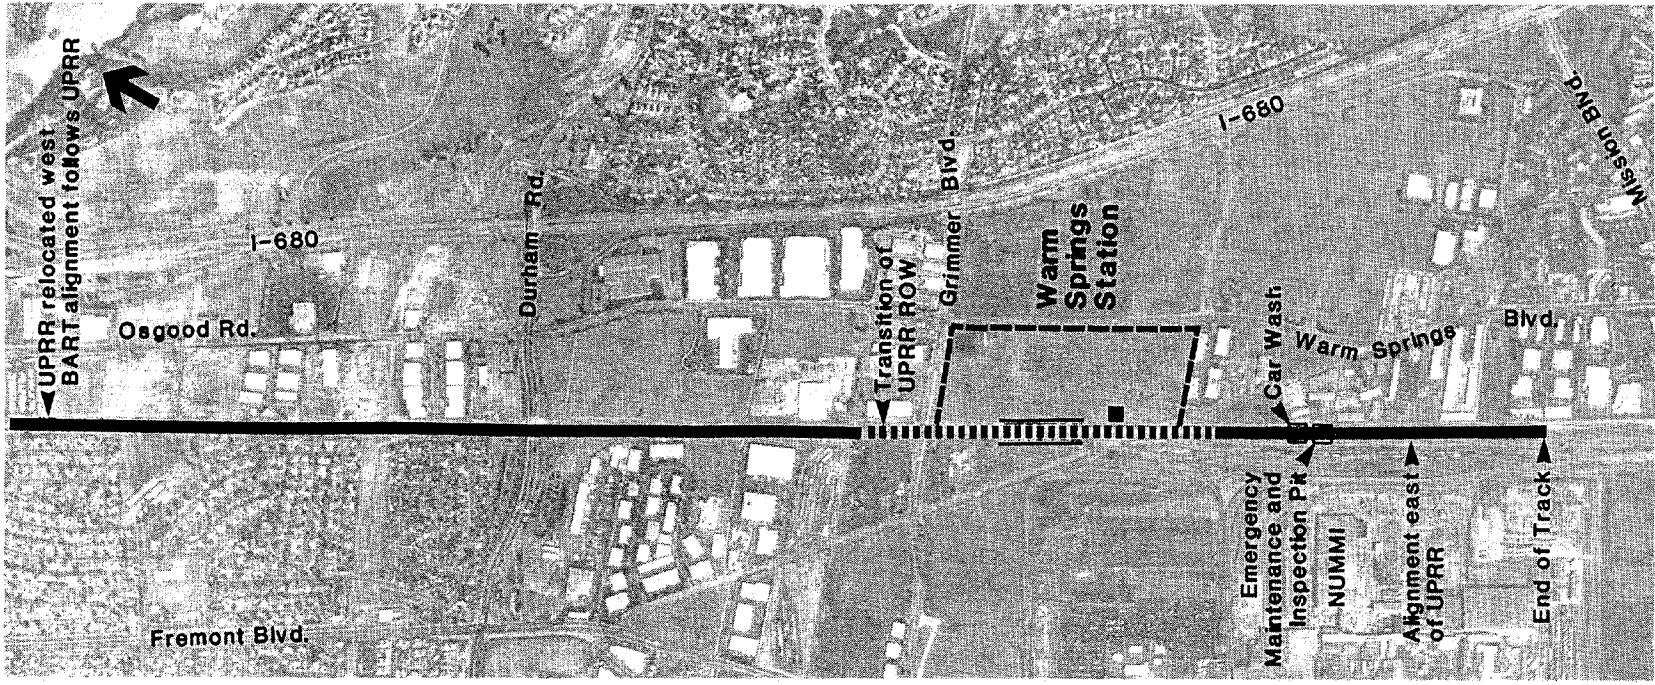 UPRR relocated west
BART alignment follows UPRR
I-680
Osgood Rd.
Durham Rd.
Transition of
UPRR ROW
Grimmer Blvd.
Warm
Springs
Station
I-680
Mission Blvd.
Car Wash
Warm Springs Blvd.
Fremont Blvd.
Emergency
Maintenance and
Inspection Pit
NUMMI
Alignment east
of UPRR
End of Track